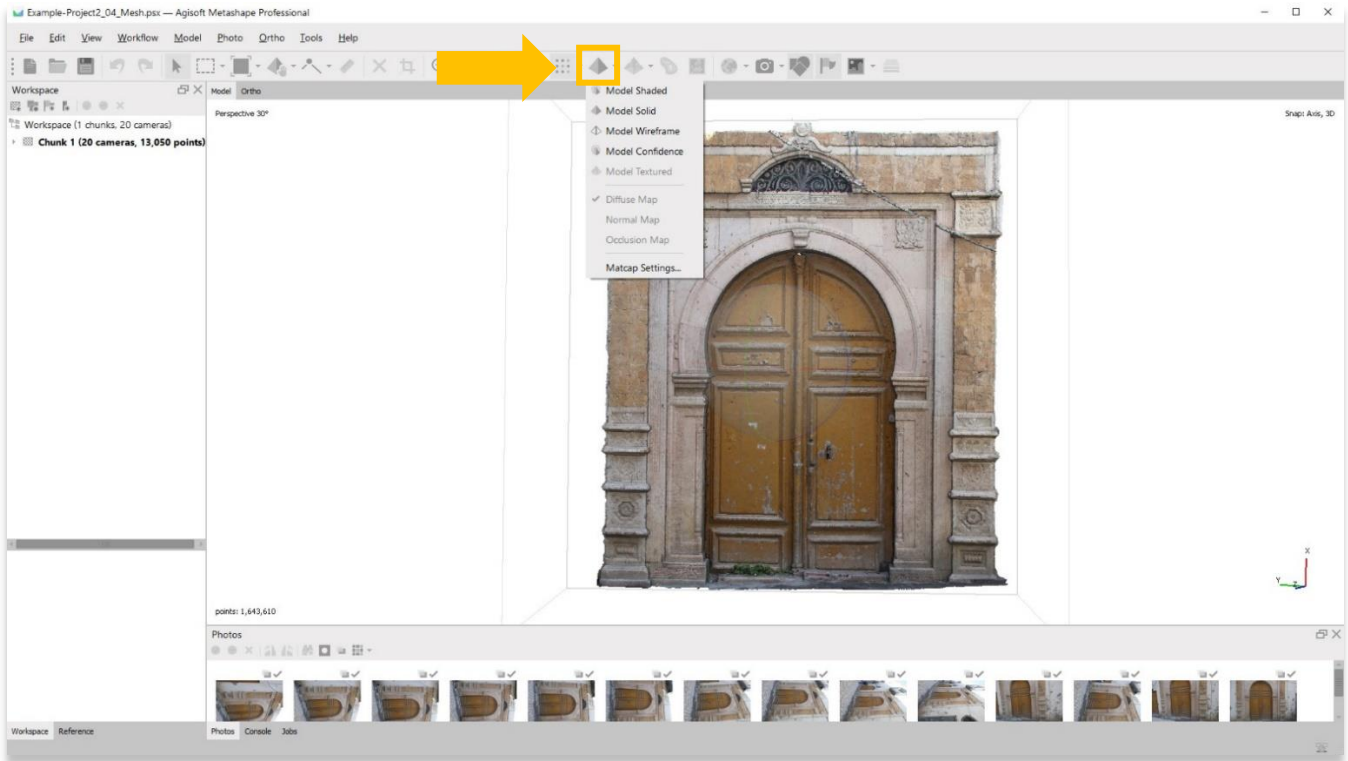 Example-Project2_04_Mesh.psx — Agisoft Metashape Professional
File Edit View Workflow Model Photo Ortho Tools Help
Workspace
Model Ortho
Workspace (1 chunks, 20 cameras)
Chunk 1 (20 cameras, 13,050 points)
Perspective 30°
Snap: Axis, 3D
Model Shaded
Model Solid
Model Wireframe
Model Confidence
Model Textured
Diffuse Map
Normal Map
Occlusion Map
Matcap Settings...
X
Y
Z
points: 1,643,610
Photos
Workspace Reference
Photos Console Jobs